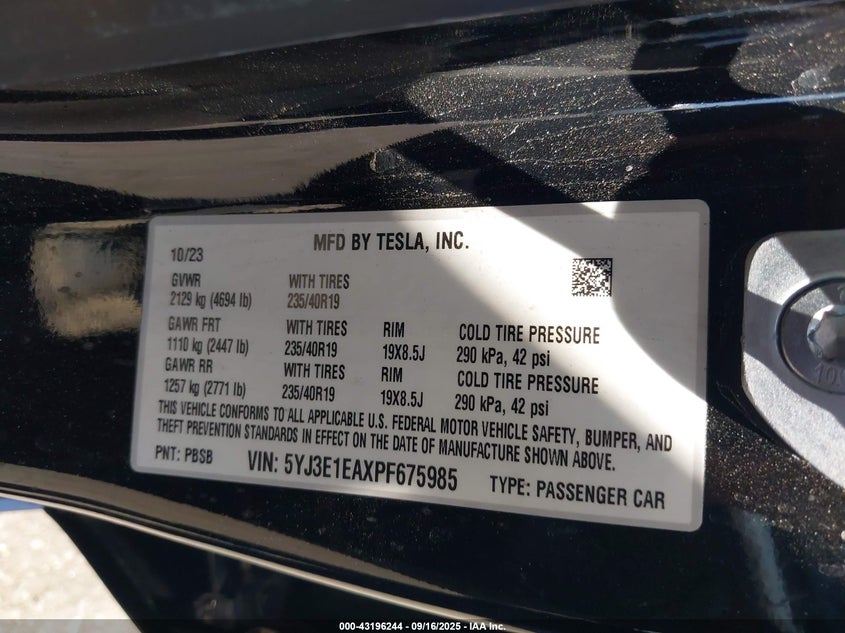 MFD BY TESLA, INC.
10/23
GVWR WITH TIRES
2129 kg (4694 lb) 235/40R19
GAWR FRT WITH TIRES RIM COLD TIRE PRESSURE
1110 kg (2447 lb) 235/40R19 19X8.5J 290 kPa, 42 psi
GAWR RR WITH TIRES RIM COLD TIRE PRESSURE
1257 kg (2771 lb) 235/40R19 19X8.5J 290 kPa, 42 psi
THIS VEHICLE CONFORMS TO ALL APPLICABLE U.S. FEDERAL MOTOR VEHICLE SAFETY, BUMPER, AND
THEFT PREVENTION STANDARDS IN EFFECT ON THE DATE OF MANUFACTURE SHOWN ABOVE.
PNT: PBSB VIN: 5YJ3E1EAXPF675985 TYPE: PASSENGER CAR
000-43196244 - 09/16/2025 - IAA Inc.